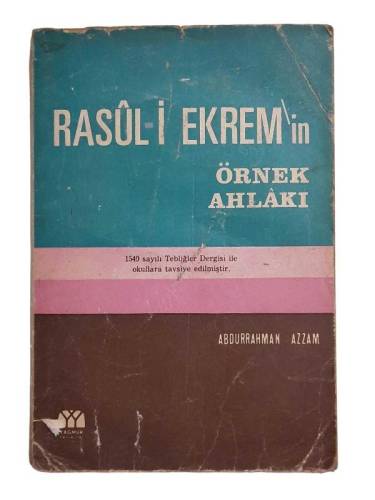 RASÛL-İ EKREM'in
ÖRNEK
AHLÂKI
1549 sayılı Tebliğler Dergisi ile
okullara tavsiye edilmiştir.
ABDURRAHMAN AZZAM